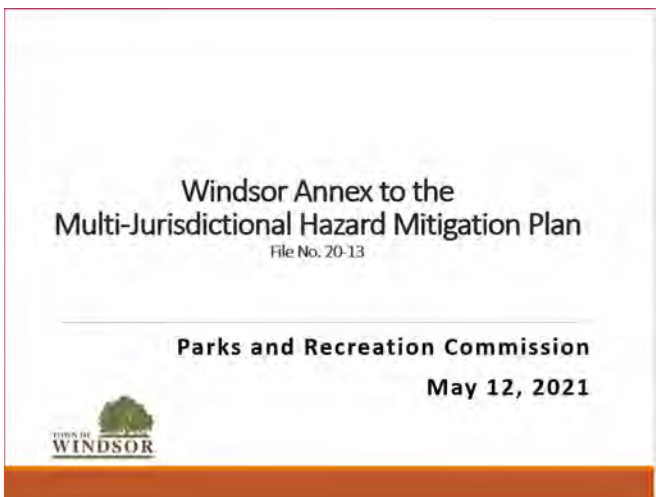 Windsor Annex to the
Multi-Jurisdictional Hazard Mitigation Plan
File No. 20-13
Parks and Recreation Commission
May 12, 2021
TOWN OF
WINDSOR